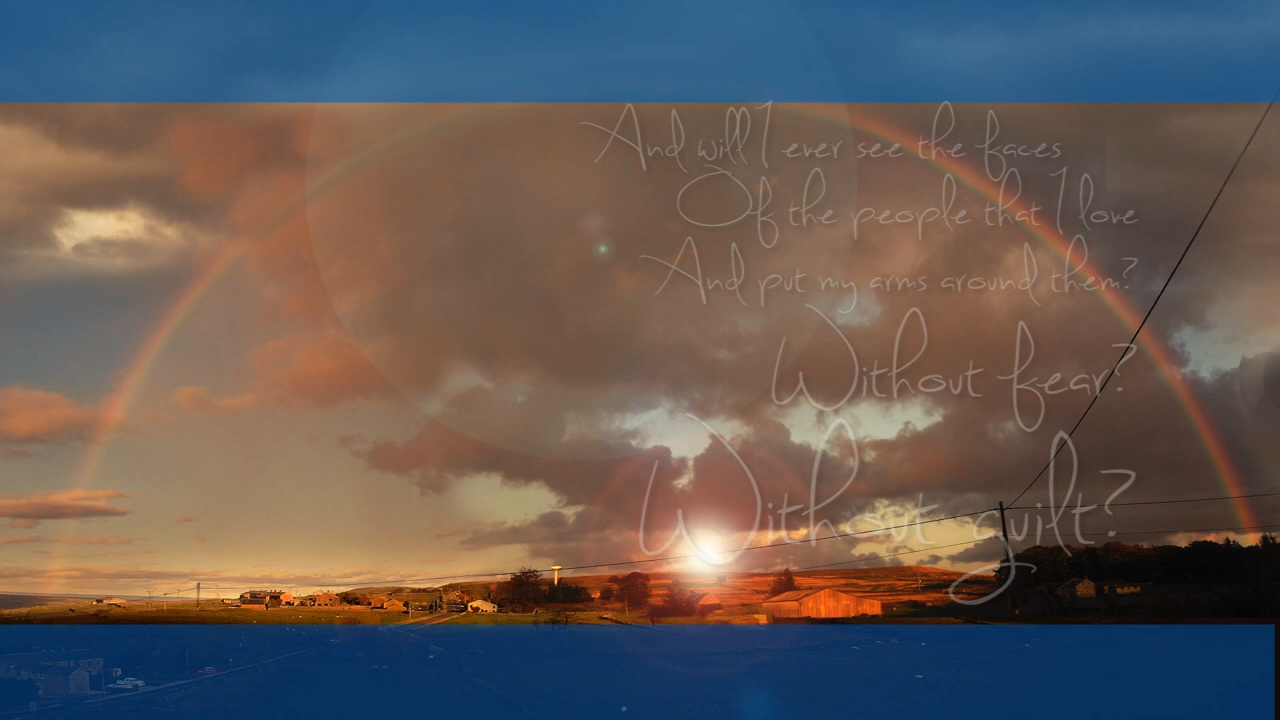 And will I ever see the faces
Of the people that I love
And put my arms around them?
Without fear?
Without guilt?